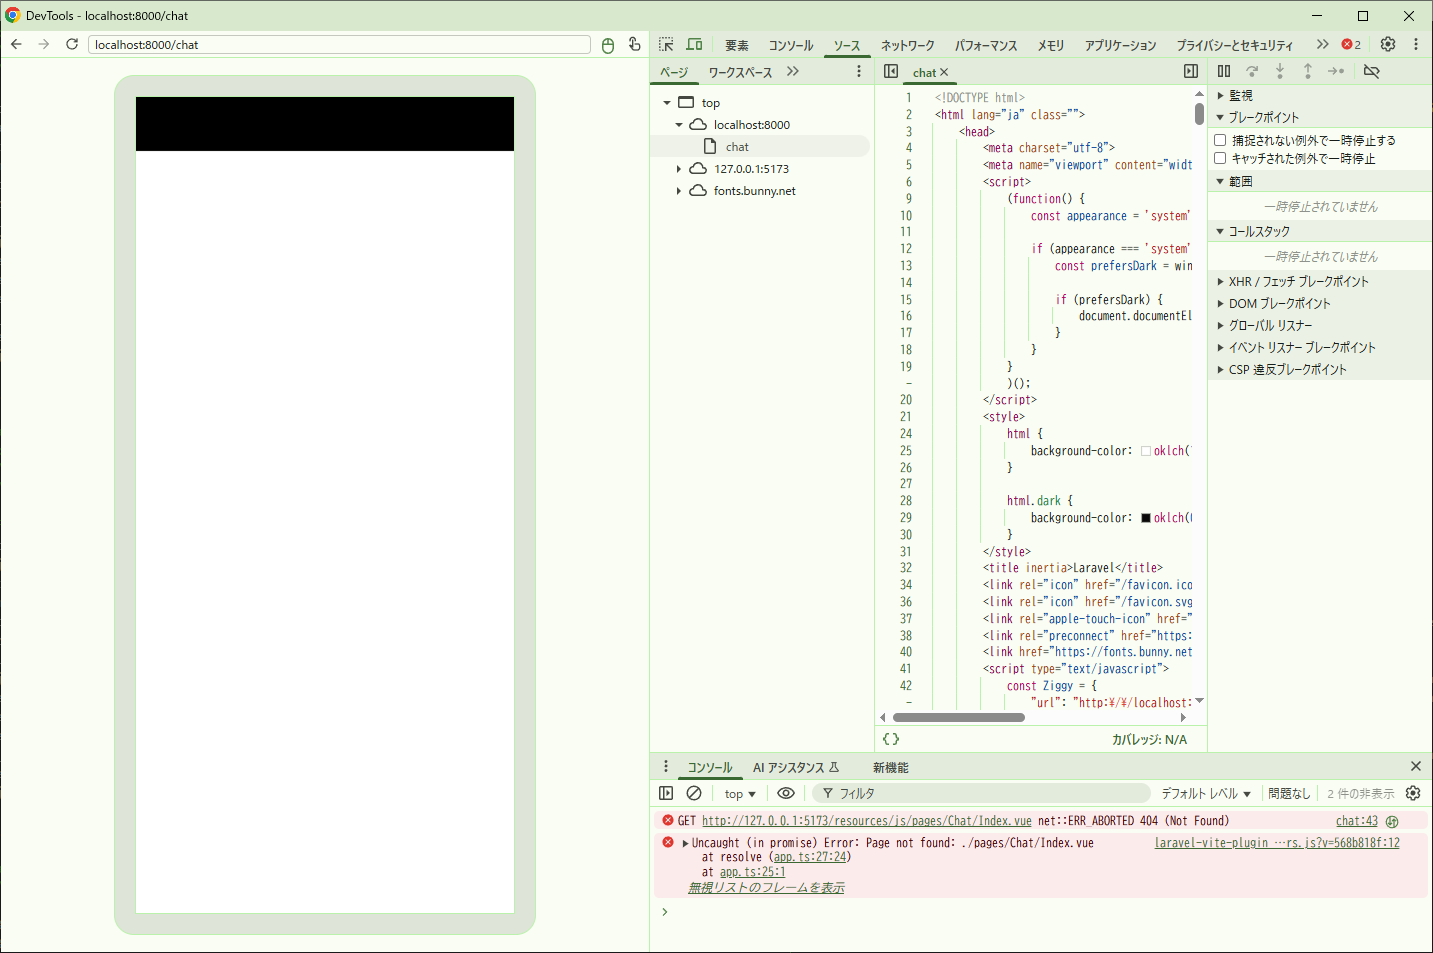 DevTools - localhost:8000/chat
localhost:8000/chat
要素 コンソール ソース ネットワーク パフォーマンス メモリ アプリケーション プライバシーとセキュリティ 2
ページ ワークスペース
top
localhost:8000
chat
127.0.0.1:5173
fonts.bunny.net
chat
1 <!DOCTYPE html>
2 <html lang="ja" class="">
3 <head>
4 <meta charset="utf-8">
5 <meta name="viewport" content="widt
6 <script>
9 (function() {
10 const appearance = 'system'
11
12 if (appearance === 'system'
13 const prefersDark = win
14
15 if (prefersDark) {
16 document.documentEl
17 }
18 }
19 }
- )();
20 </script>
21 <style>
24 html {
25 background-color: oklch(
26 }
27
28 html.dark {
29 background-color: oklch(
30 }
31 </style>
32 <title inertia>Laravel</title>
34 <link rel="icon" href="/favicon.ico
36 <link rel="icon" href="/favicon.svg
37 <link rel="apple-touch-icon" href="
38 <link rel="preconnect" href="https:
40 <link href="https://fonts.bunny.net
41 <script type="text/javascript">
42 const Ziggy = {
- "url": "http:¥/¥/localhost:
{} カバレッジ: N/A
監視
ブレークポイント
捕捉されない例外で一時停止する
キャッチされた例外で一時停止
範囲
一時停止されていません
コールスタック
一時停止されていません
XHR / フェッチ ブレークポイント
DOM ブレークポイント
グローバル リスナー
イベント リスナー ブレークポイント
CSP 違反ブレークポイント
コンソール AI アシスタンス 新機能
top フィルタ デフォルト レベル 問題なし 2 件の非表示
GET http://127.0.0.1:5173/resources/js/pages/Chat/Index.vue net::ERR_ABORTED 404 (Not Found) chat:43
Uncaught (in promise) Error: Page not found: ./pages/Chat/Index.vue laravel-vite-plugin …rs.js?v=568b818f:12
at resolve (app.ts:27:24)
at app.ts:25:1
無視リストのフレームを表示